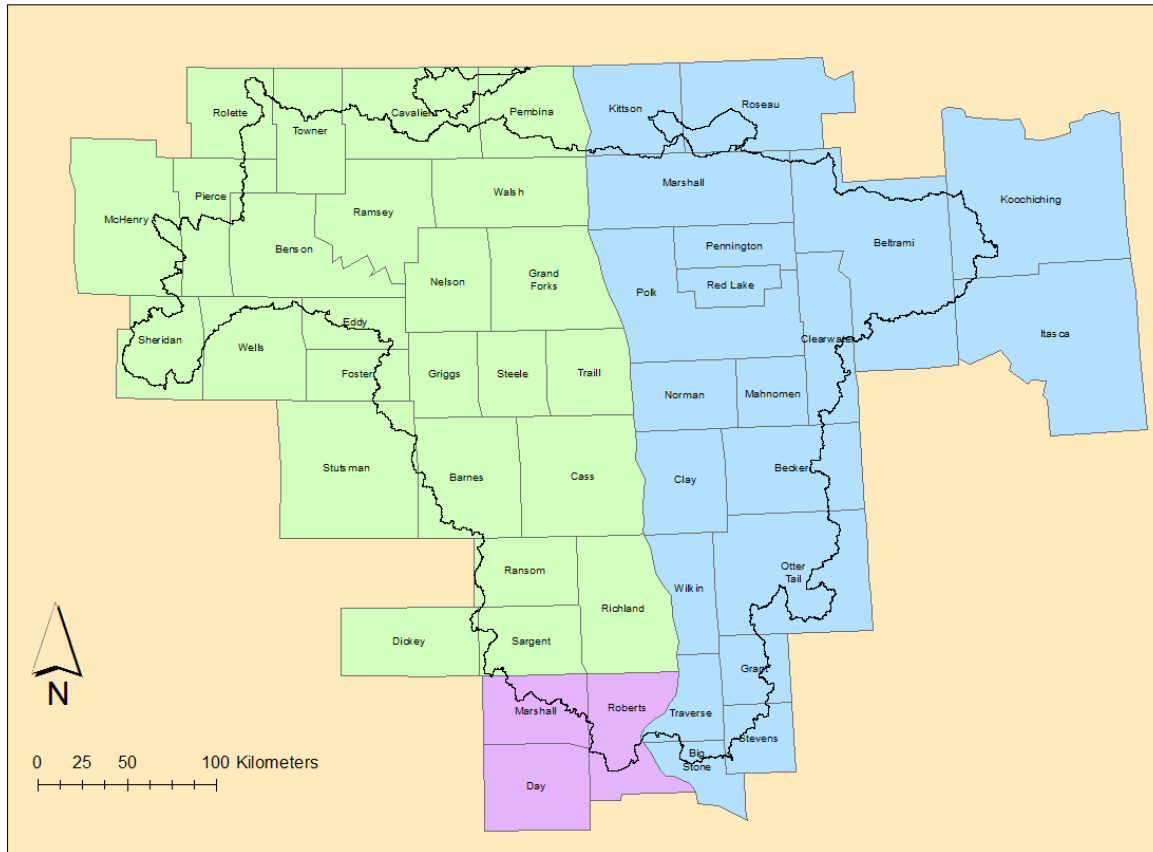 Rolette
Towner
Cavalier
Pembina
Kittson
Roseau
McHenry
Pierce
Benson
Ramsey
Walsh
Marshall
Koochiching
Beltrami
Nelson
Grand
Forks
Pennington
Red Lake
Polk
Clearwater
Itasca
Sheridan
Wells
Eddy
Foster
Griggs
Steele
Traill
Norman
Mahnomen
Stutsman
Barnes
Cass
Clay
Becker
Ransom
Richland
Wilkin
Otter
Tail
Dickey
Sargent
Grant
Marshall
Roberts
Traverse
Stevens
Big
Stone
Day
N
0 25 50 100 Kilometers